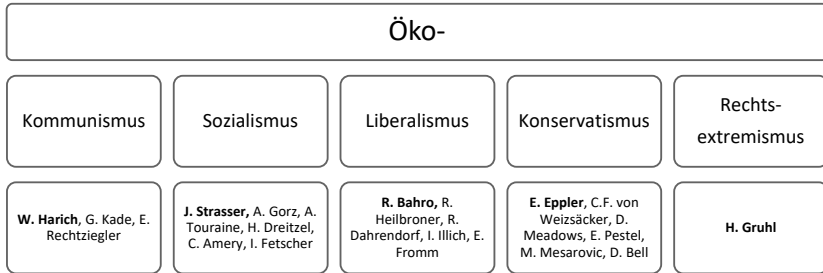 Öko-
Kommunismus
Sozialismus
Liberalismus
Konservatismus
Rechts-
extremismus
W. Harich, G. Kade, E.
Rechtziegler
J. Strasser, A. Gorz, A.
Touraine, H. Dreitzel,
C. Amery, I. Fetscher
R. Bahro, R.
Heilbroner, R.
Dahrendorf, I. Illich, E.
Fromm
E. Eppler, C.F. von
Weizsäcker, D.
Meadows, E. Pestel,
M. Mesarovic, D. Bell
H. Gruhl